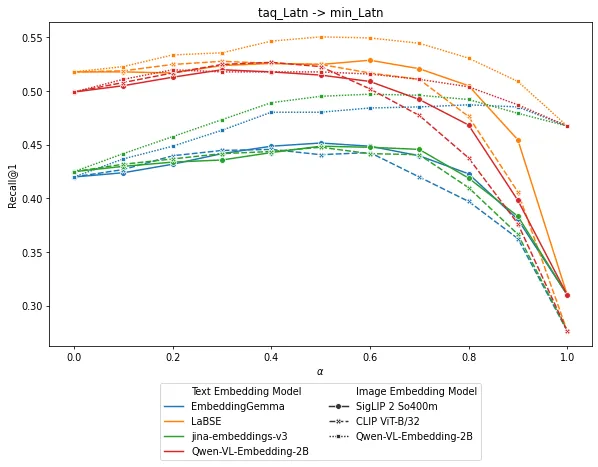 taq_Latn -> min_Latn
Recall@1
0.55
0.50
0.45
0.40
0.35
0.30
0.0 0.2 0.4 0.6 0.8 1.0
α
Text Embedding Model
EmbeddingGemma
LaBSE
jina-embeddings-v3
Qwen-VL-Embedding-2B
Image Embedding Model
SigLIP 2 So400m
CLIP ViT-B/32
Qwen-VL-Embedding-2B